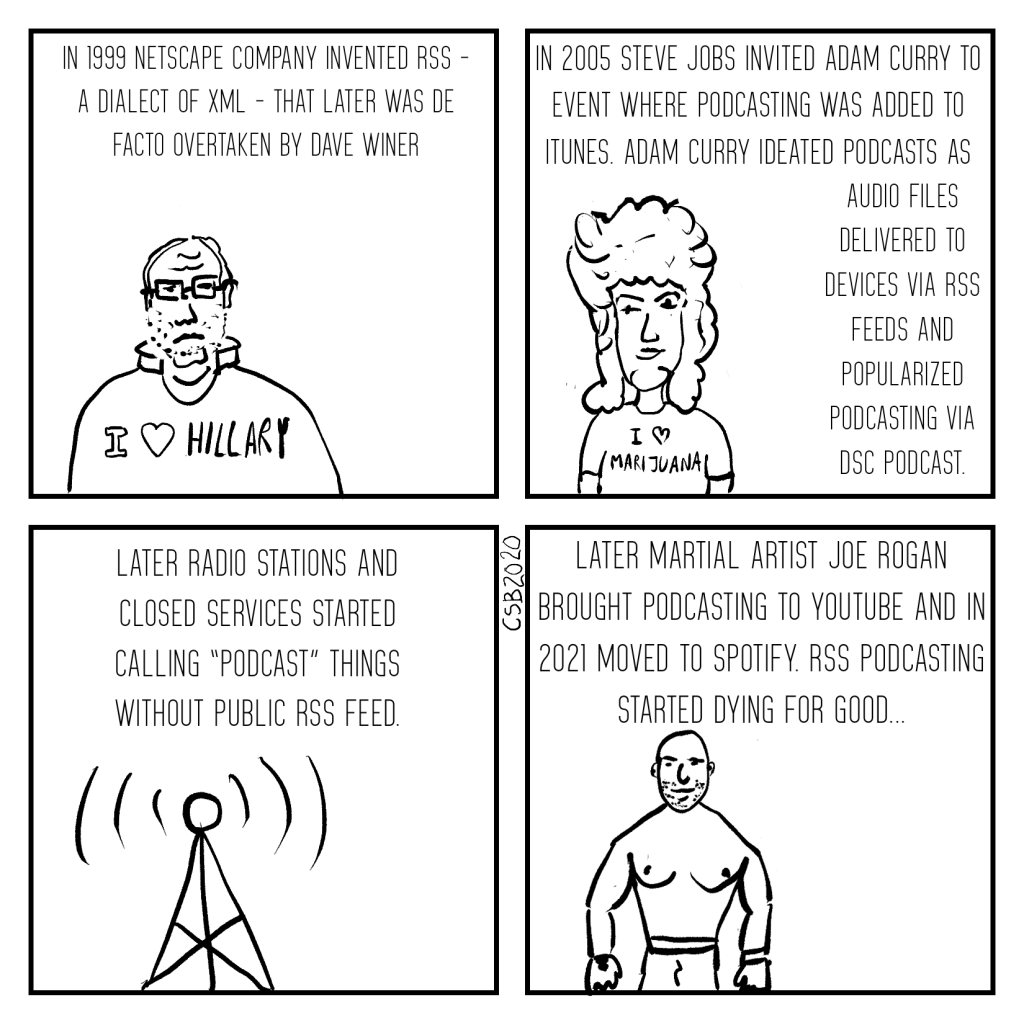 IN 1999 NETSCAPE COMPANY INVENTED RSS -
A DIALECT OF XML - THAT LATER WAS DE
FACTO OVERTAKEN BY DAVE WINER
I ♡ HILLARY
IN 2005 STEVE JOBS INVITED ADAM CURRY TO
EVENT WHERE PODCASTING WAS ADDED TO
ITUNES. ADAM CURRY IDEATED PODCASTS AS
AUDIO FILES
DELIVERED TO
DEVICES VIA RSS
FEEDS AND
POPULARIZED
PODCASTING VIA
DSC PODCAST.
I ♡
MARIJUANA
LATER RADIO STATIONS AND
CLOSED SERVICES STARTED
CALLING “PODCAST” THINGS
WITHOUT PUBLIC RSS FEED.
CSB2020
LATER MARTIAL ARTIST JOE ROGAN
BROUGHT PODCASTING TO YOUTUBE AND IN
2021 MOVED TO SPOTIFY. RSS PODCASTING
STARTED DYING FOR GOOD...